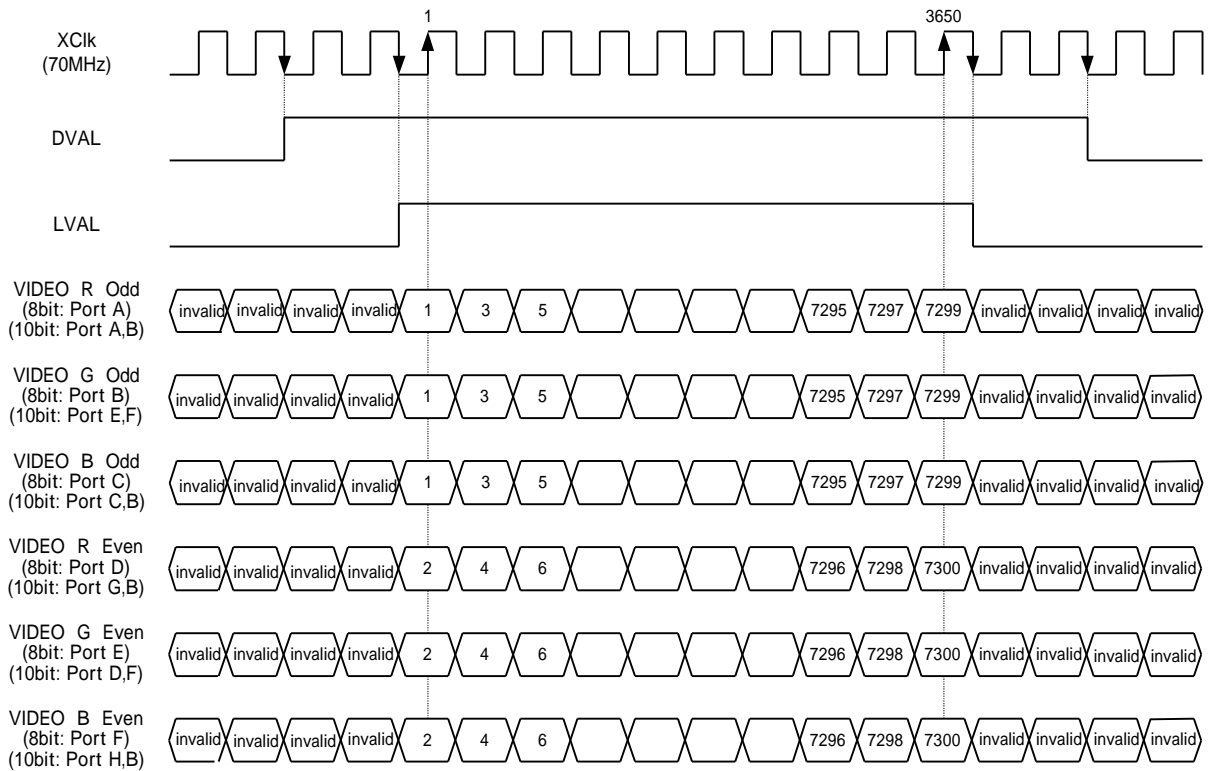 1
3650
XClk
(70MHz)
DVAL
LVAL
VIDEO R Odd
(8bit: Port A)
(10bit: Port A,B)
invalid invalid invalid invalid 1 3 5 7295 7297 7299 invalid invalid invalid invalid
VIDEO G Odd
(8bit: Port B)
(10bit: Port E,F)
invalid invalid invalid invalid 1 3 5 7295 7297 7299 invalid invalid invalid invalid
VIDEO B Odd
(8bit: Port C)
(10bit: Port C,B)
invalid invalid invalid invalid 1 3 5 7295 7297 7299 invalid invalid invalid invalid
VIDEO R Even
(8bit: Port D)
(10bit: Port G,B)
invalid invalid invalid invalid 2 4 6 7296 7298 7300 invalid invalid invalid invalid
VIDEO G Even
(8bit: Port E)
(10bit: Port D,F)
invalid invalid invalid invalid 2 4 6 7296 7298 7300 invalid invalid invalid invalid
VIDEO B Even
(8bit: Port F)
(10bit: Port H,B)
invalid invalid invalid invalid 2 4 6 7296 7298 7300 invalid invalid invalid invalid